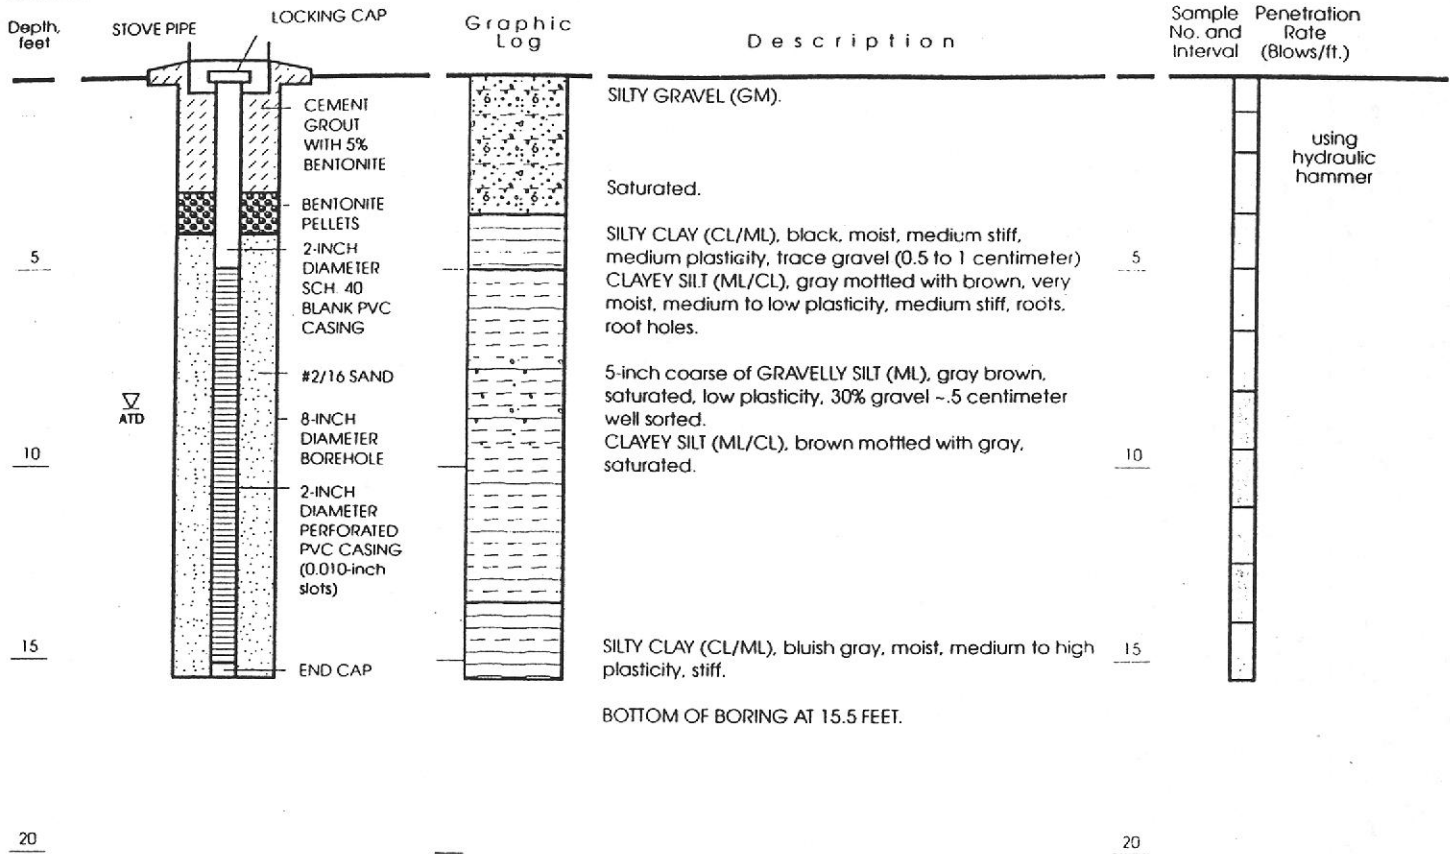 Depth,
feet
STOVE PIPE
LOCKING CAP
Graphic
Log
Description
Sample
No. and
Interval
Penetration
Rate
(Blows/ft.)
CEMENT
GROUT
WITH 5%
BENTONITE
BENTONITE
PELLETS
2-INCH
DIAMETER
SCH. 40
BLANK PVC
CASING
#2/16 SAND
8-INCH
DIAMETER
BOREHOLE
2-INCH
DIAMETER
PERFORATED
PVC CASING
(0.010-inch
slots)
END CAP
5
10
15
20
ATD
6 6
6 6
6 6
SILTY GRAVEL (GM).
Saturated.
SILTY CLAY (CL/ML), black, moist, medium stiff,
medium plasticity, trace gravel (0.5 to 1 centimeter)
CLAYEY SILT (ML/CL), gray mottled with brown, very
moist, medium to low plasticity, medium stiff, roots,
root holes.
5-inch coarse of GRAVELLY SILT (ML), gray brown,
saturated, low plasticity, 30% gravel ~.5 centimeter
well sorted.
CLAYEY SILT (ML/CL), brown mottled with gray,
saturated.
SILTY CLAY (CL/ML), bluish gray, moist, medium to high
plasticity, stiff.
BOTTOM OF BORING AT 15.5 FEET.
5
10
15
20
using
hydraulic
hammer